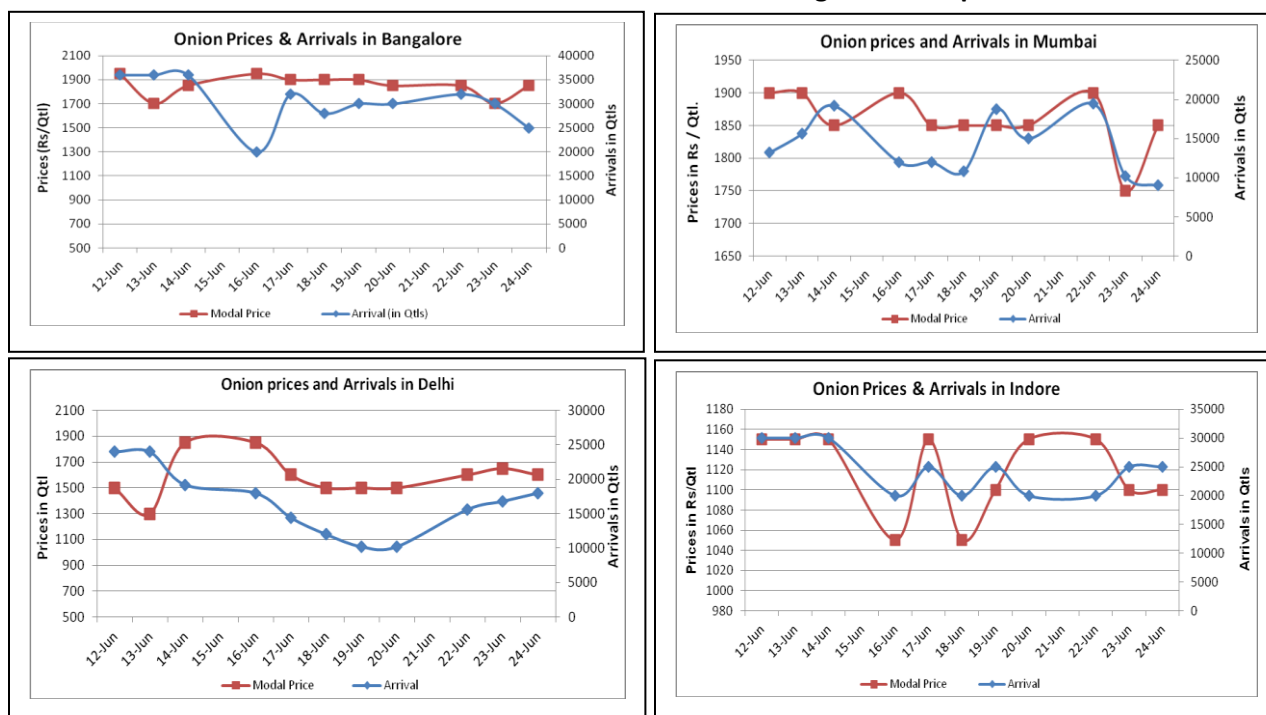 Onion Prices & Arrivals in Bangalore
Prices (Rs/Qtl)
2100
1900
1700
1500
1300
1100
900
700
500
40000
35000
30000
25000
20000
15000
10000
5000
0
Arrivals in Qtls
12-Jun
13-Jun
14-Jun
15-Jun
16-Jun
17-Jun
18-Jun
19-Jun
20-Jun
21-Jun
22-Jun
23-Jun
24-Jun
Modal Price
Arrival (in Qtls)
Onion prices and Arrivals in Mumbai
Prices in Rs / Qtl.
1950
1900
1850
1800
1750
1700
1650
25000
20000
15000
10000
5000
0
Arrivals in Qtls
12-Jun
13-Jun
14-Jun
15-Jun
16-Jun
17-Jun
18-Jun
19-Jun
20-Jun
21-Jun
22-Jun
23-Jun
24-Jun
Modal Price
Arrival
Onion prices and Arrivals in Delhi
Prices in Qtl
2100
1900
1700
1500
1300
1100
900
700
500
30000
25000
20000
15000
10000
5000
0
Arrivals in Qtls
12-Jun
13-Jun
14-Jun
15-Jun
16-Jun
17-Jun
18-Jun
19-Jun
20-Jun
21-Jun
22-Jun
23-Jun
24-Jun
Modal Price
Arrival
Onion Prices & Arrivals in Indore
Prices in Rs/Qtl
1180
1160
1140
1120
1100
1080
1060
1040
1020
1000
980
35000
30000
25000
20000
15000
10000
5000
0
Arrivals in Qtls
12-Jun
13-Jun
14-Jun
15-Jun
16-Jun
17-Jun
18-Jun
19-Jun
20-Jun
21-Jun
22-Jun
23-Jun
24-Jun
Modal Price
Arrival